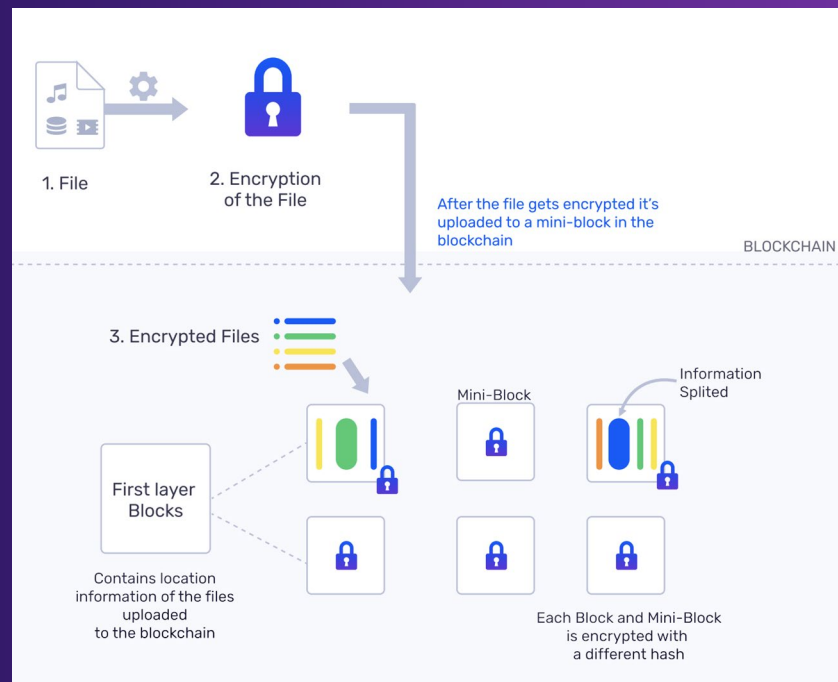 1. File
2. Encryption
of the File
After the file gets encrypted it's
uploaded to a mini-block in the
blockchain
BLOCKCHAIN
3. Encrypted Files
Information
Splited
Mini-Block
First layer
Blocks
Contains location
information of the files
uploaded
to the blockchain
Each Block and Mini-Block
is encrypted with
a different hash